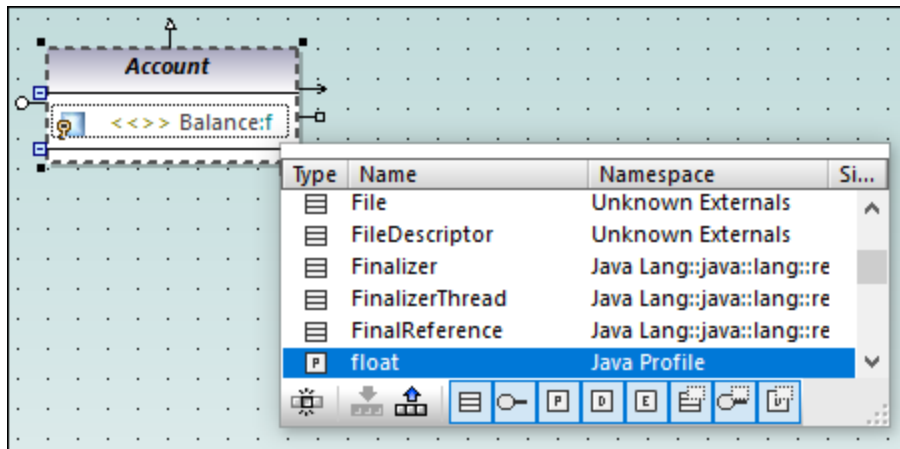 Account
<<>> Balance:f
Type Name Namespace Si...
File Unknown Externals
FileDescriptor Unknown Externals
Finalizer Java Lang::java::lang::re
FinalizerThread Java Lang::java::lang::re
FinalReference Java Lang::java::lang::re
P float Java Profile
P D E